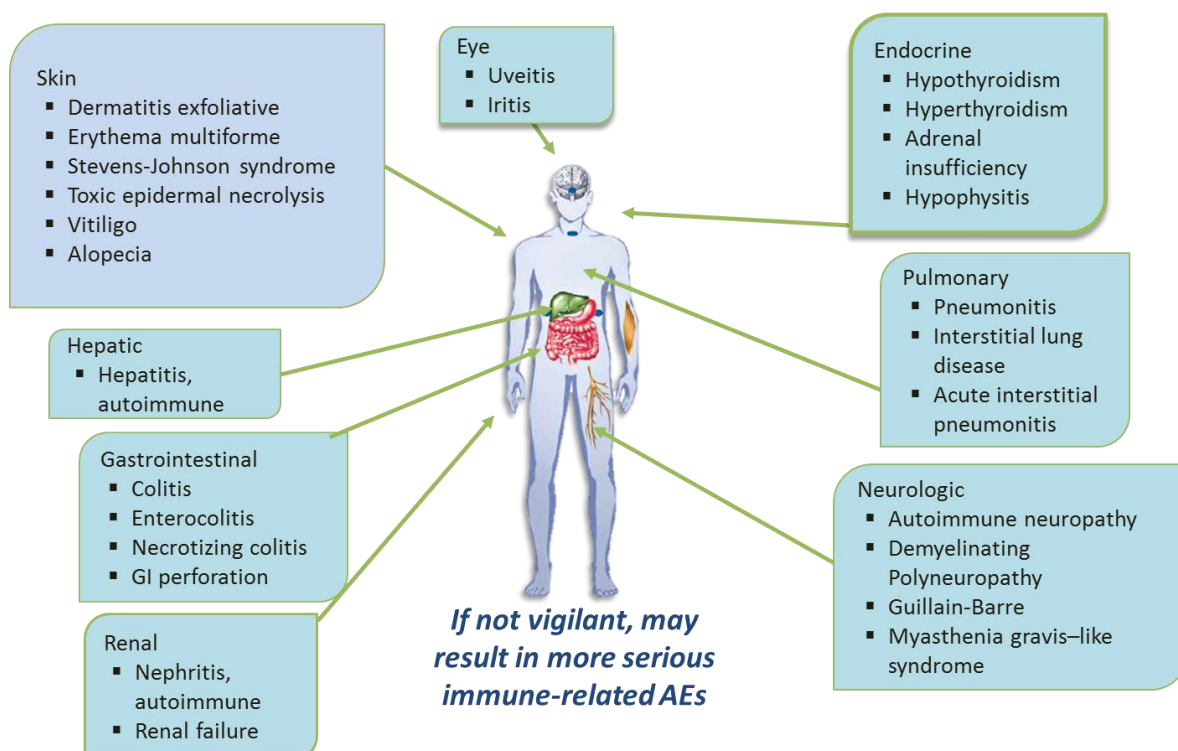 Skin
▪ Dermatitis exfoliative
▪ Erythema multiforme
▪ Stevens-Johnson syndrome
▪ Toxic epidermal necrolysis
▪ Vitiligo
▪ Alopecia
Eye
▪ Uveitis
▪ Iritis
Endocrine
▪ Hypothyroidism
▪ Hyperthyroidism
▪ Adrenal
insufficiency
▪ Hypophysitis
Hepatic
▪ Hepatitis,
autoimmune
Pulmonary
▪ Pneumonitis
▪ Interstitial lung
disease
▪ Acute interstitial
pneumonitis
Gastrointestinal
▪ Colitis
▪ Enterocolitis
▪ Necrotizing colitis
▪ GI perforation
Neurologic
▪ Autoimmune neuropathy
▪ Demyelinating
Polyneuropathy
▪ Guillain-Barre
▪ Myasthenia gravis–like
syndrome
Renal
▪ Nephritis,
autoimmune
▪ Renal failure
If not vigilant, may
result in more serious
immune-related AEs